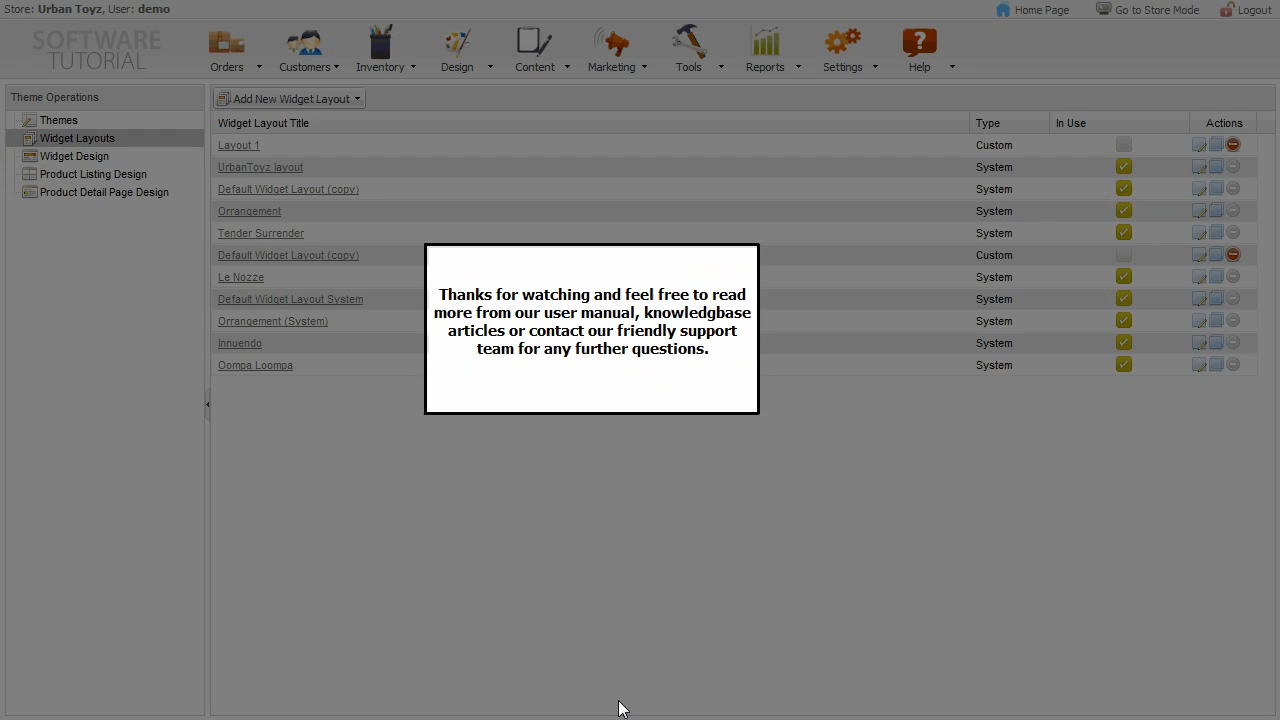 Store: Urban Toyz, User: demo
Home Page
Go to Store Mode
Logout
SOFTWARE
TUTORIAL
Orders
Customers
Inventory
Design
Content
Marketing
Tools
Reports
Settings
Help
Theme Operations
Themes
Widget Layouts
Widget Design
Product Listing Design
Product Detail Page Design
Add New Widget Layout
Widget Layout Title Type In Use Actions
Layout 1 Custom
UrbanToyz layout System
Default Widget Layout (copy) System
Orrangement System
Tender Surrender System
Default Widget Layout (copy) Custom
Le Nozze System
Default Widget Layout System System
Orrangement (System) System
Innuendo System
Oompa Loompa System
Thanks for watching and feel free to read
more from our user manual, knowledgbase
articles or contact our friendly support
team for any further questions.